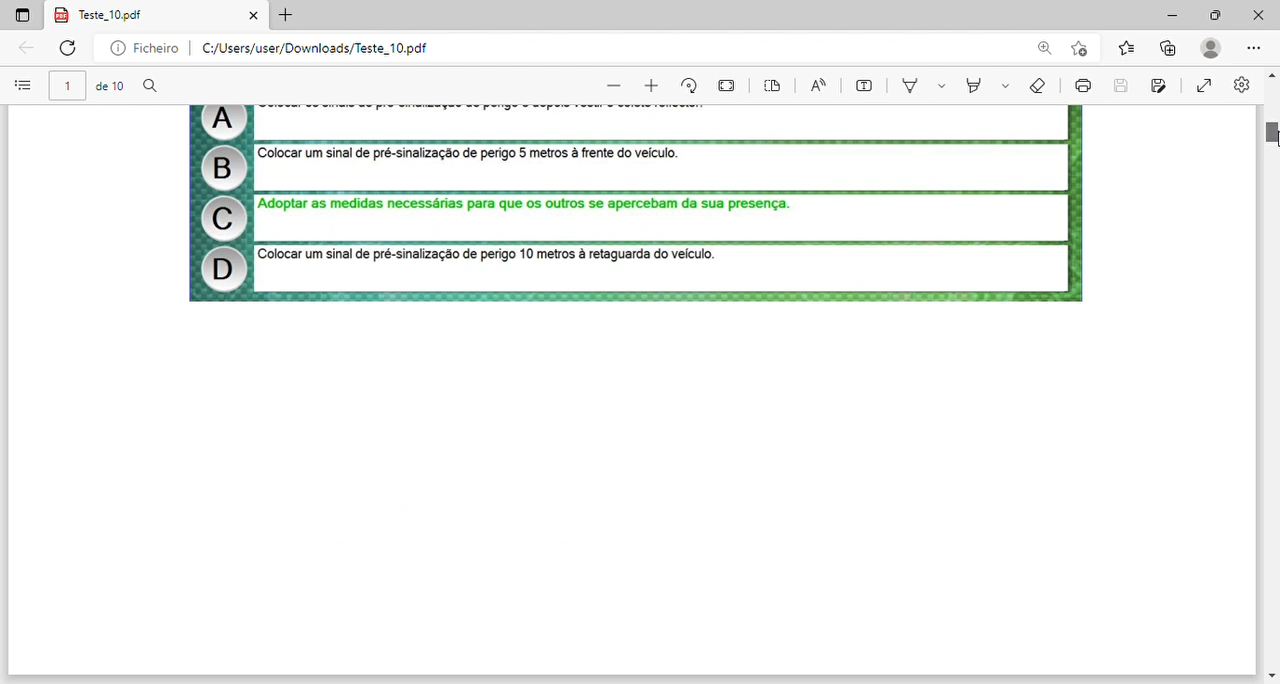 Teste_10.pdf
Ficheiro
C:/Users/user/Downloads/Teste_10.pdf
1
de 10
A
B
Colocar um sinal de pré-sinalização de perigo 5 metros à frente do veículo.
C
Adoptar as medidas necessárias para que os outros se apercebam da sua presença.
D
Colocar um sinal de pré-sinalização de perigo 10 metros à retaguarda do veículo.